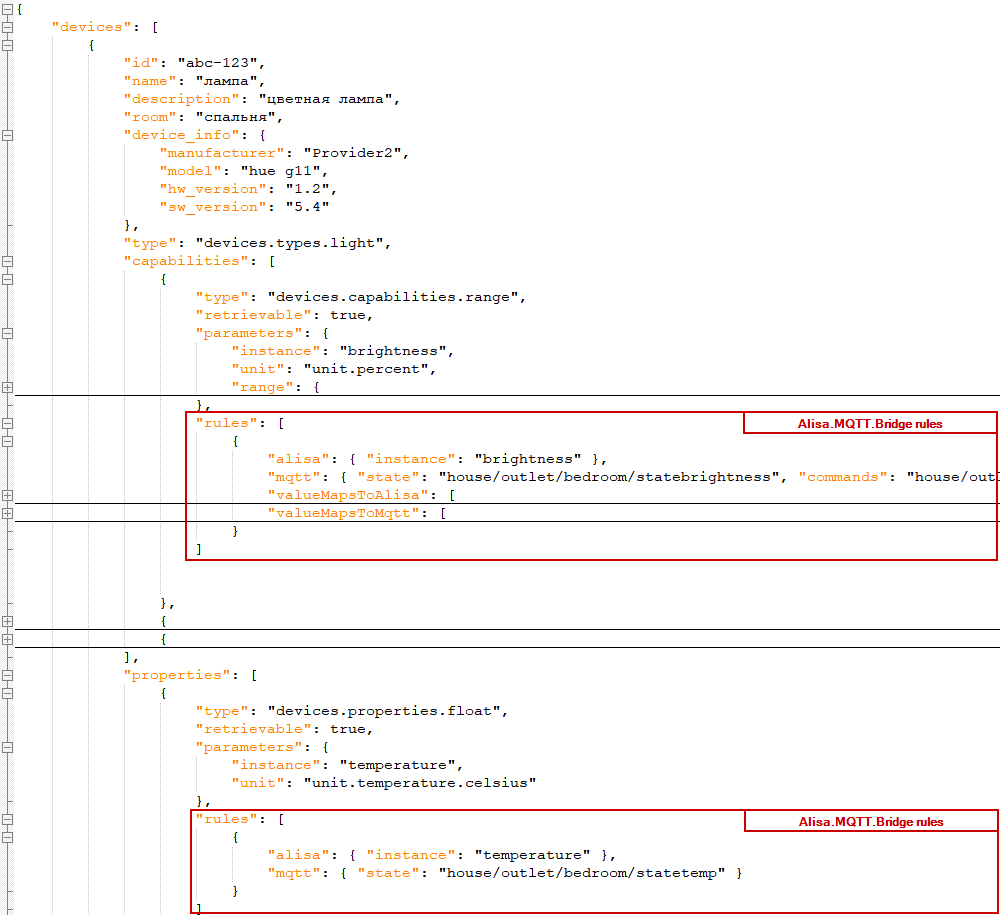 {
"devices": [
{
"id": "abc-123",
"name": "лампа",
"description": "цветная лампа",
"room": "спальня",
"device_info": {
"manufacturer": "Provider2",
"model": "hue g11",
"hw_version": "1.2",
"sw_version": "5.4"
},
"type": "devices.types.light",
"capabilities": [
{
"type": "devices.capabilities.range",
"retrievable": true,
"parameters": {
"instance": "brightness",
"unit": "unit.percent",
"range": {
},
"rules": [ Alisa.MQTT.Bridge rules
{
"alisa": { "instance": "brightness" },
"mqtt": { "state": "house/outlet/bedroom/statebrightness", "commands": "house/outl
"valueMapsToAlisa": [
"valueMapsToMqtt": [
}
]
},
{
{
],
"properties": [
{
"type": "devices.properties.float",
"retrievable": true,
"parameters": {
"instance": "temperature",
"unit": "unit.temperature.celsius"
},
"rules": [ Alisa.MQTT.Bridge rules
{
"alisa": { "instance": "temperature" },
"mqtt": { "state": "house/outlet/bedroom/statetemp" }
}
]